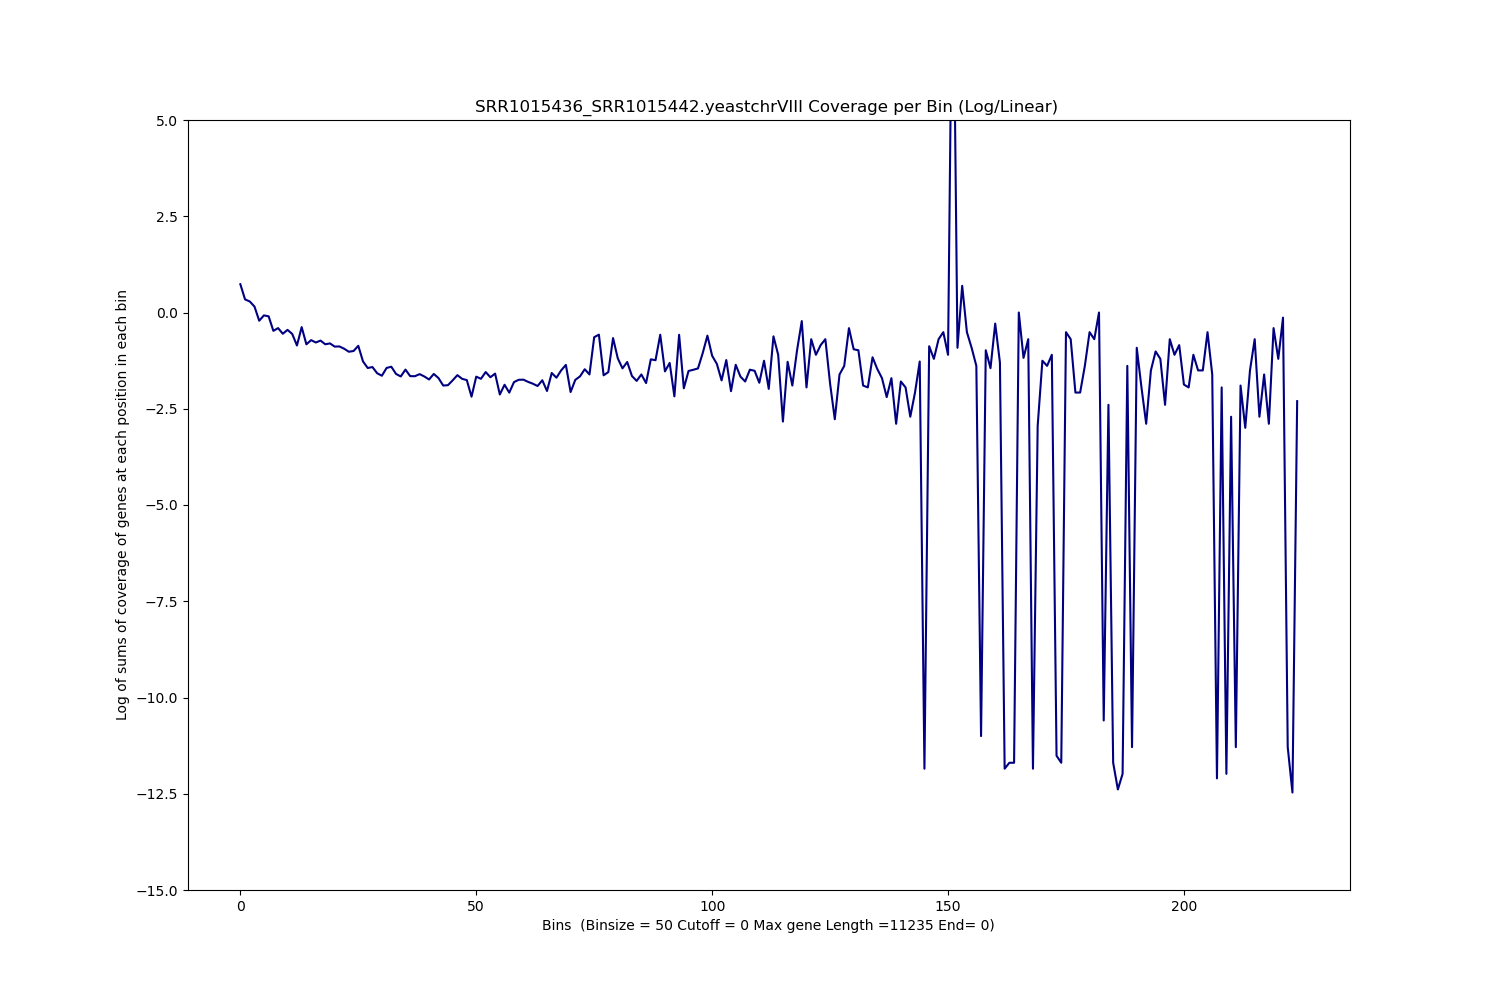 SRR1015436_SRR1015442.yeastchrVIII Coverage per Bin (Log/Linear)
5.0
2.5
0.0
−2.5
−5.0
−7.5
−10.0
−12.5
−15.0
Log of sums of coverage of genes at each position in each bin
0 50 100 150 200
Bins  (Binsize = 50 Cutoff = 0 Max gene Length =11235 End= 0)